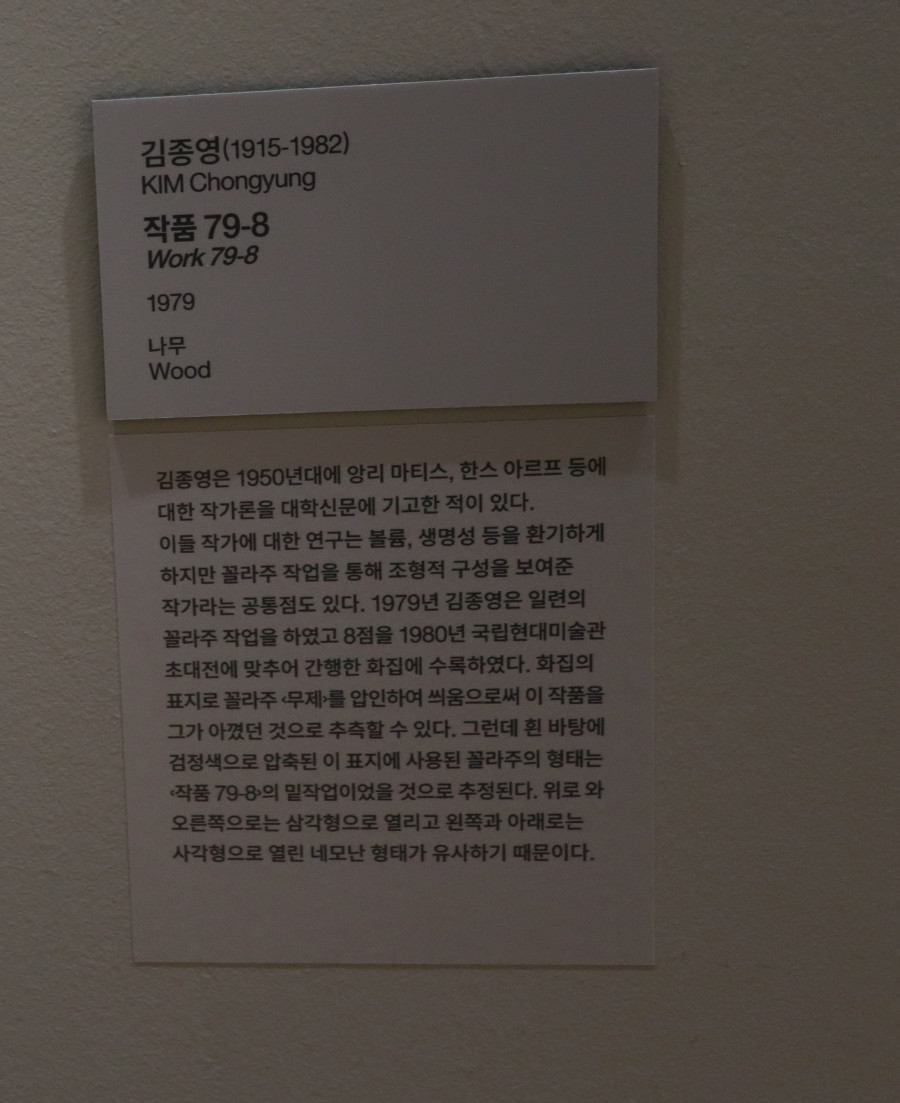 김종영(1915-1982)
KIM Chongyung
작품 79-8
Work 79-8
1979
나무
Wood
김종영은 1950년대에 앙리 마티스, 한스 아르프 등에
대한 작가론을 대학신문에 기고한 적이 있다.
이들 작가에 대한 연구는 볼륨, 생명성 등을 환기하게
하지만 꼴라주 작업을 통해 조형적 구성을 보여준
작가라는 공통점도 있다. 1979년 김종영은 일련의
꼴라주 작업을 하였고 8점을 1980년 국립현대미술관
초대전에 맞추어 간행한 화집에 수록하였다. 화집의
표지로 꼴라주 ‹무제›를 압인하여 씌움으로써 이 작품을
그가 아꼈던 것으로 추측할 수 있다. 그런데 흰 바탕에
검정색으로 압축된 이 표지에 사용된 꼴라주의 형태는
‹작품 79-8›의 밑작업이었을 것으로 추정된다. 위로 와
오른쪽으로는 삼각형으로 열리고 왼쪽과 아래로는
사각형으로 열린 네모난 형태가 유사하기 때문이다.